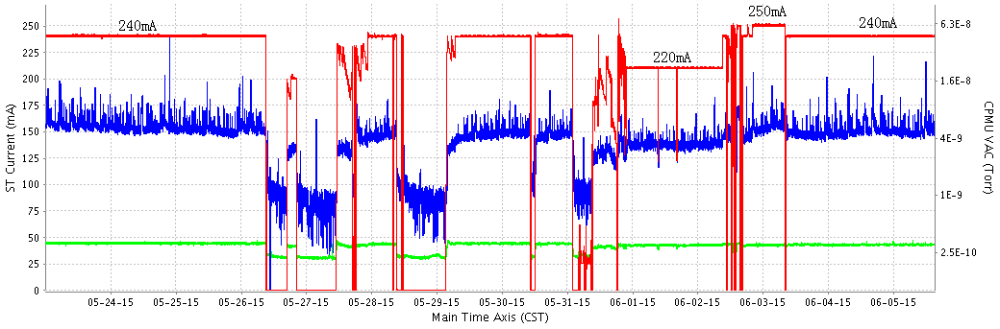 240mA
250mA
240mA
220mA
250
225
200
175
150
125
100
75
50
25
0
ST Current (mA)
6.3E-8
1.6E-8
4E-9
1E-9
2.5E-10
CPMU VAC (Torr)
05-24-15 05-25-15 05-26-15 05-27-15 05-28-15 05-29-15 05-30-15 05-31-15 06-01-15 06-02-15 06-03-15 06-04-15 06-05-15
Main Time Axis (CST)